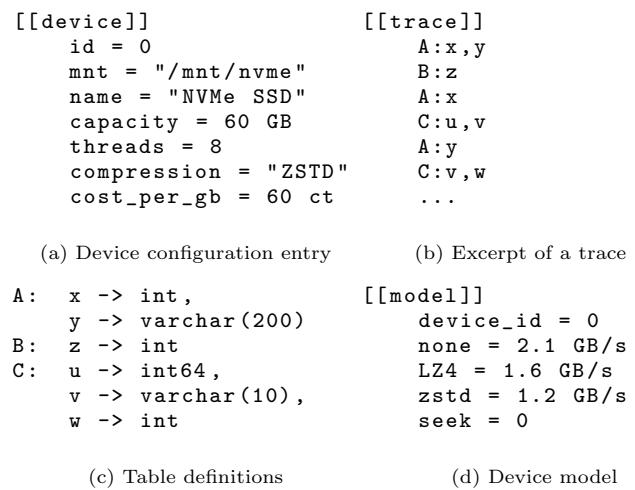 [[device]]
    id = 0
    mnt = "/mnt/nvme"
    name = "NVMe SSD"
    capacity = 60 GB
    threads = 8
    compression = "ZSTD"
    cost_per_gb = 60 ct
(a) Device configuration entry
[[trace]]
    A:x,y
    B:z
    A:x
    C:u,v
    A:y
    C:v,w
    ...
(b) Excerpt of a trace
A:  x -> int,
    y -> varchar(200)
B:  z -> int
C:  u -> int64,
    v -> varchar(10),
    w -> int
(c) Table definitions
[[model]]
    device_id = 0
    none = 2.1 GB/s
    LZ4 = 1.6 GB/s
    zstd = 1.2 GB/s
    seek = 0
(d) Device model